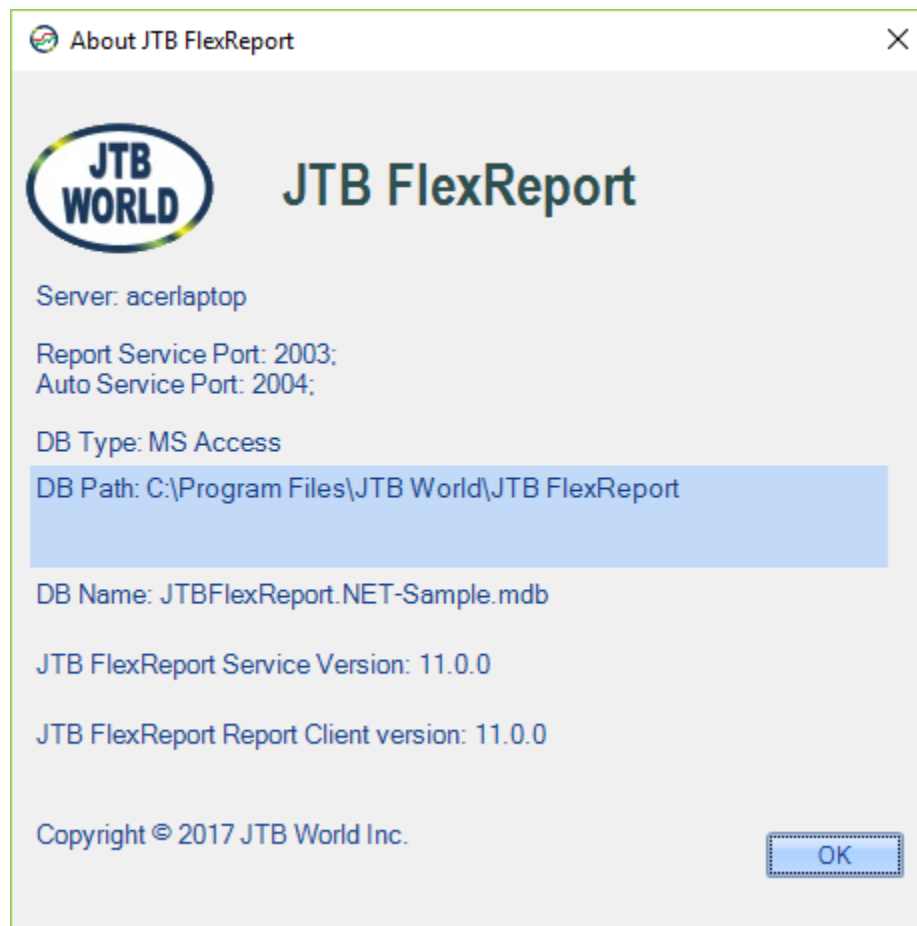 About JTB FlexReport
JTB
WORLD
JTB FlexReport
Server: acerlaptop
Report Service Port: 2003;
Auto Service Port: 2004;
DB Type: MS Access
DB Path: C:\Program Files\JTB World\JTB FlexReport
DB Name: JTBFlexReport.NET-Sample.mdb
JTB FlexReport Service Version: 11.0.0
JTB FlexReport Report Client version: 11.0.0
Copyright © 2017 JTB World Inc.
OK